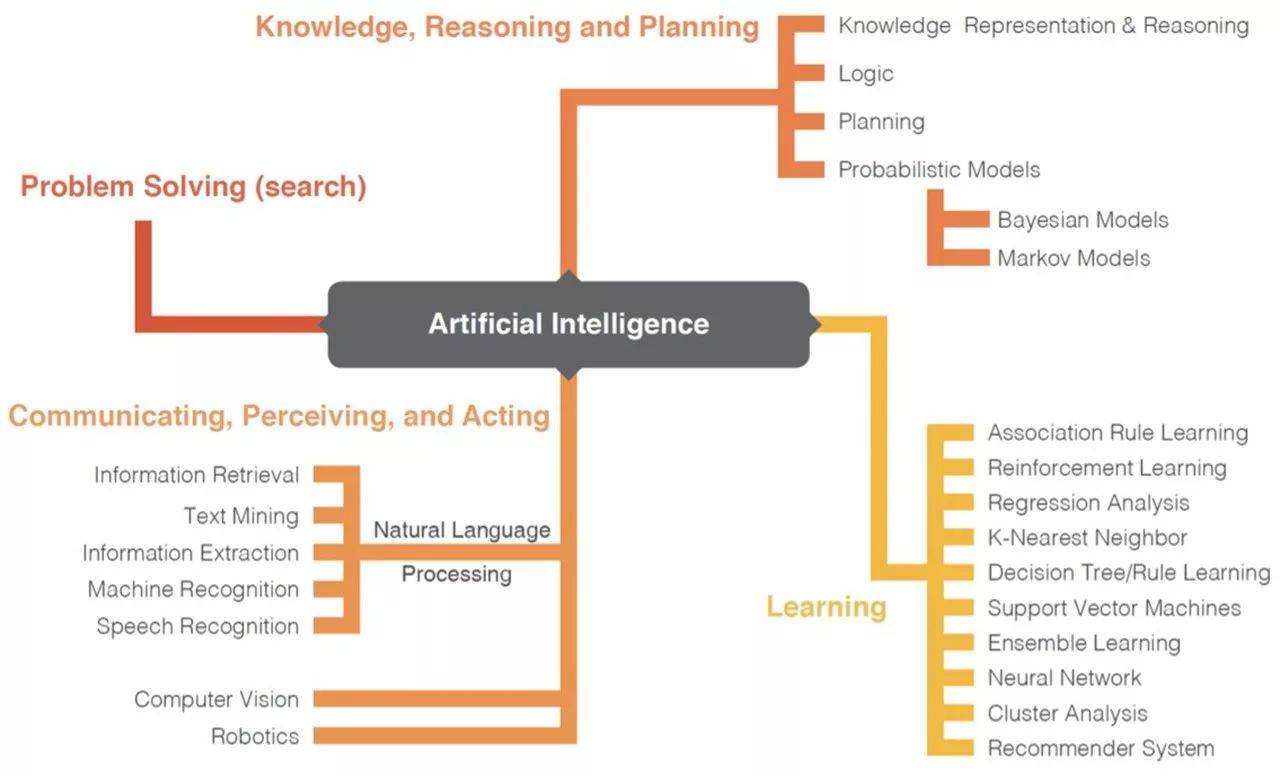 Knowledge, Reasoning and Planning
Knowledge Representation & Reasoning
Logic
Planning
Probabilistic Models
Bayesian Models
Markov Models
Problem Solving (search)
Artificial Intelligence
Communicating, Perceiving, and Acting
Information Retrieval
Text Mining
Information Extraction
Machine Recognition
Speech Recognition
Natural Language
Processing
Computer Vision
Robotics
Learning
Association Rule Learning
Reinforcement Learning
Regression Analysis
K-Nearest Neighbor
Decision Tree/Rule Learning
Support Vector Machines
Ensemble Learning
Neural Network
Cluster Analysis
Recommender System